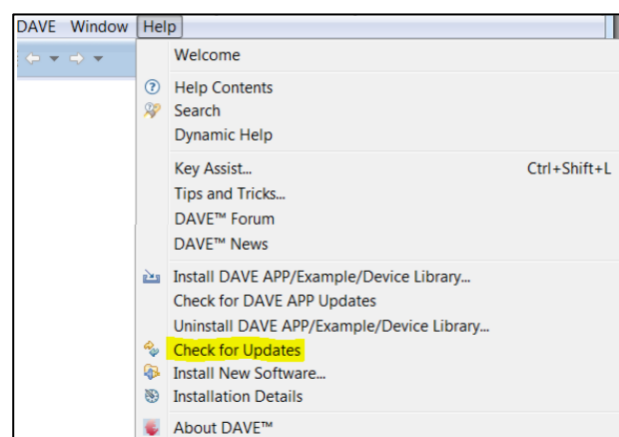 DAVE Window Help
Welcome
Help Contents
Search
Dynamic Help
Key Assist... Ctrl+Shift+L
Tips and Tricks...
DAVE™ Forum
DAVE™ News
Install DAVE APP/Example/Device Library...
Check for DAVE APP Updates
Uninstall DAVE APP/Example/Device Library...
Check for Updates
Install New Software...
Installation Details
About DAVE™